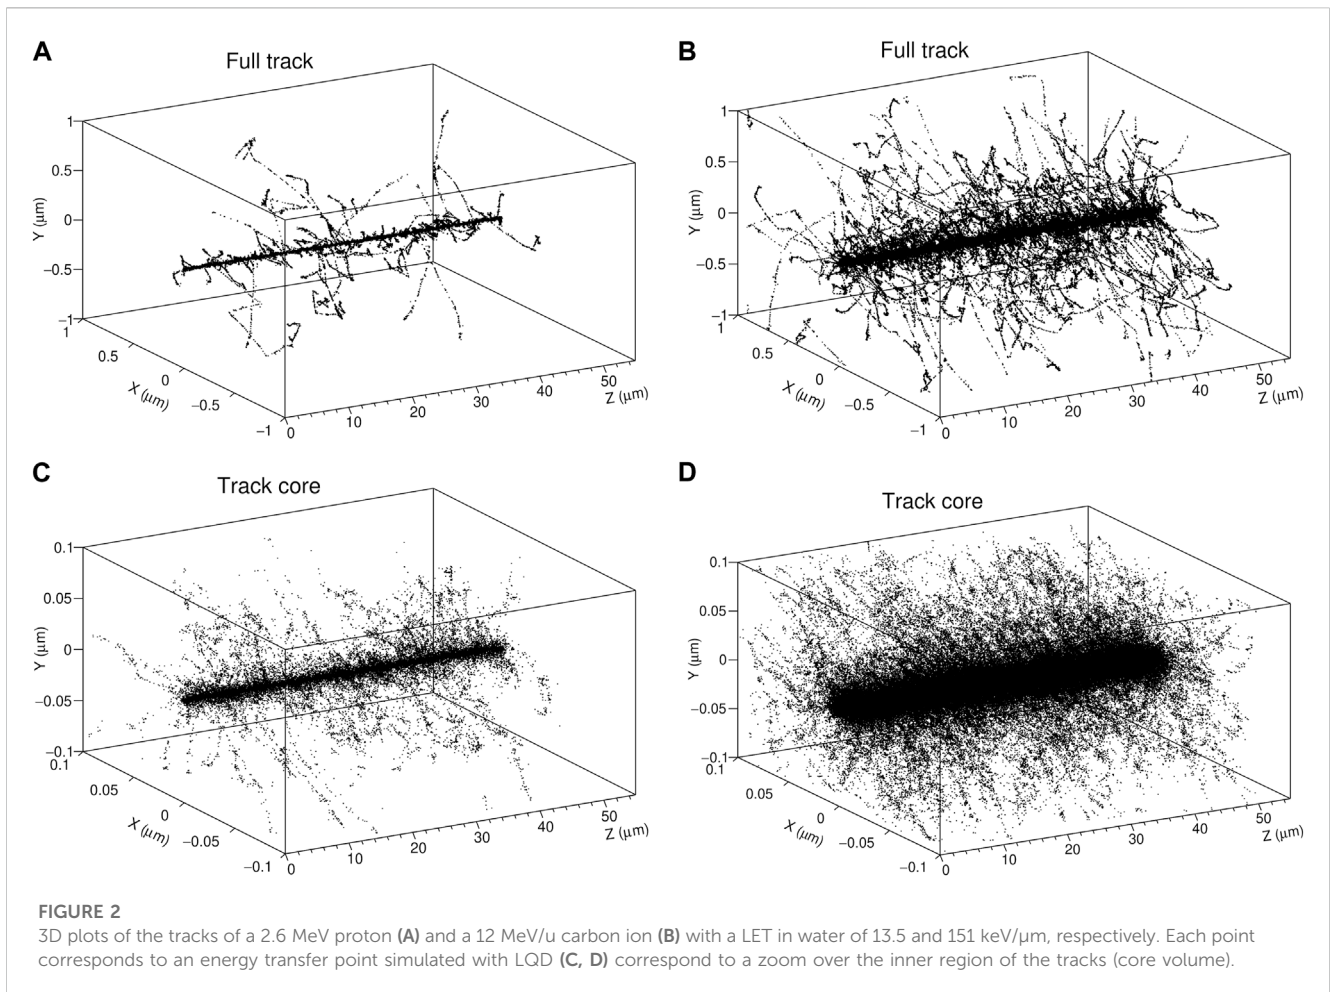 A
Full track
1
0.5
0
−0.5
−1
Y (μm)
1
0.5
0
−0.5
−1
X (μm)
0
10
20
30
40
50
Z (μm)
B
Full track
1
0.5
0
−0.5
−1
Y (μm)
1
0.5
0
−0.5
−1
X (μm)
0
10
20
30
40
50
Z (μm)
C
Track core
0.1
0.05
0
−0.05
−0.1
Y (μm)
0.1
0.05
0
−0.05
−0.1
X (μm)
0
10
20
30
40
50
Z (μm)
D
Track core
0.1
0.05
0
−0.05
−0.1
Y (μm)
0.1
0.05
0
−0.05
−0.1
X (μm)
0
10
20
30
40
50
Z (μm)
FIGURE 2
3D plots of the tracks of a 2.6 MeV proton (A) and a 12 MeV/u carbon ion (B) with a LET in water of 13.5 and 151 keV/μm, respectively. Each point
corresponds to an energy transfer point simulated with LQD (C, D) correspond to a zoom over the inner region of the tracks (core volume).